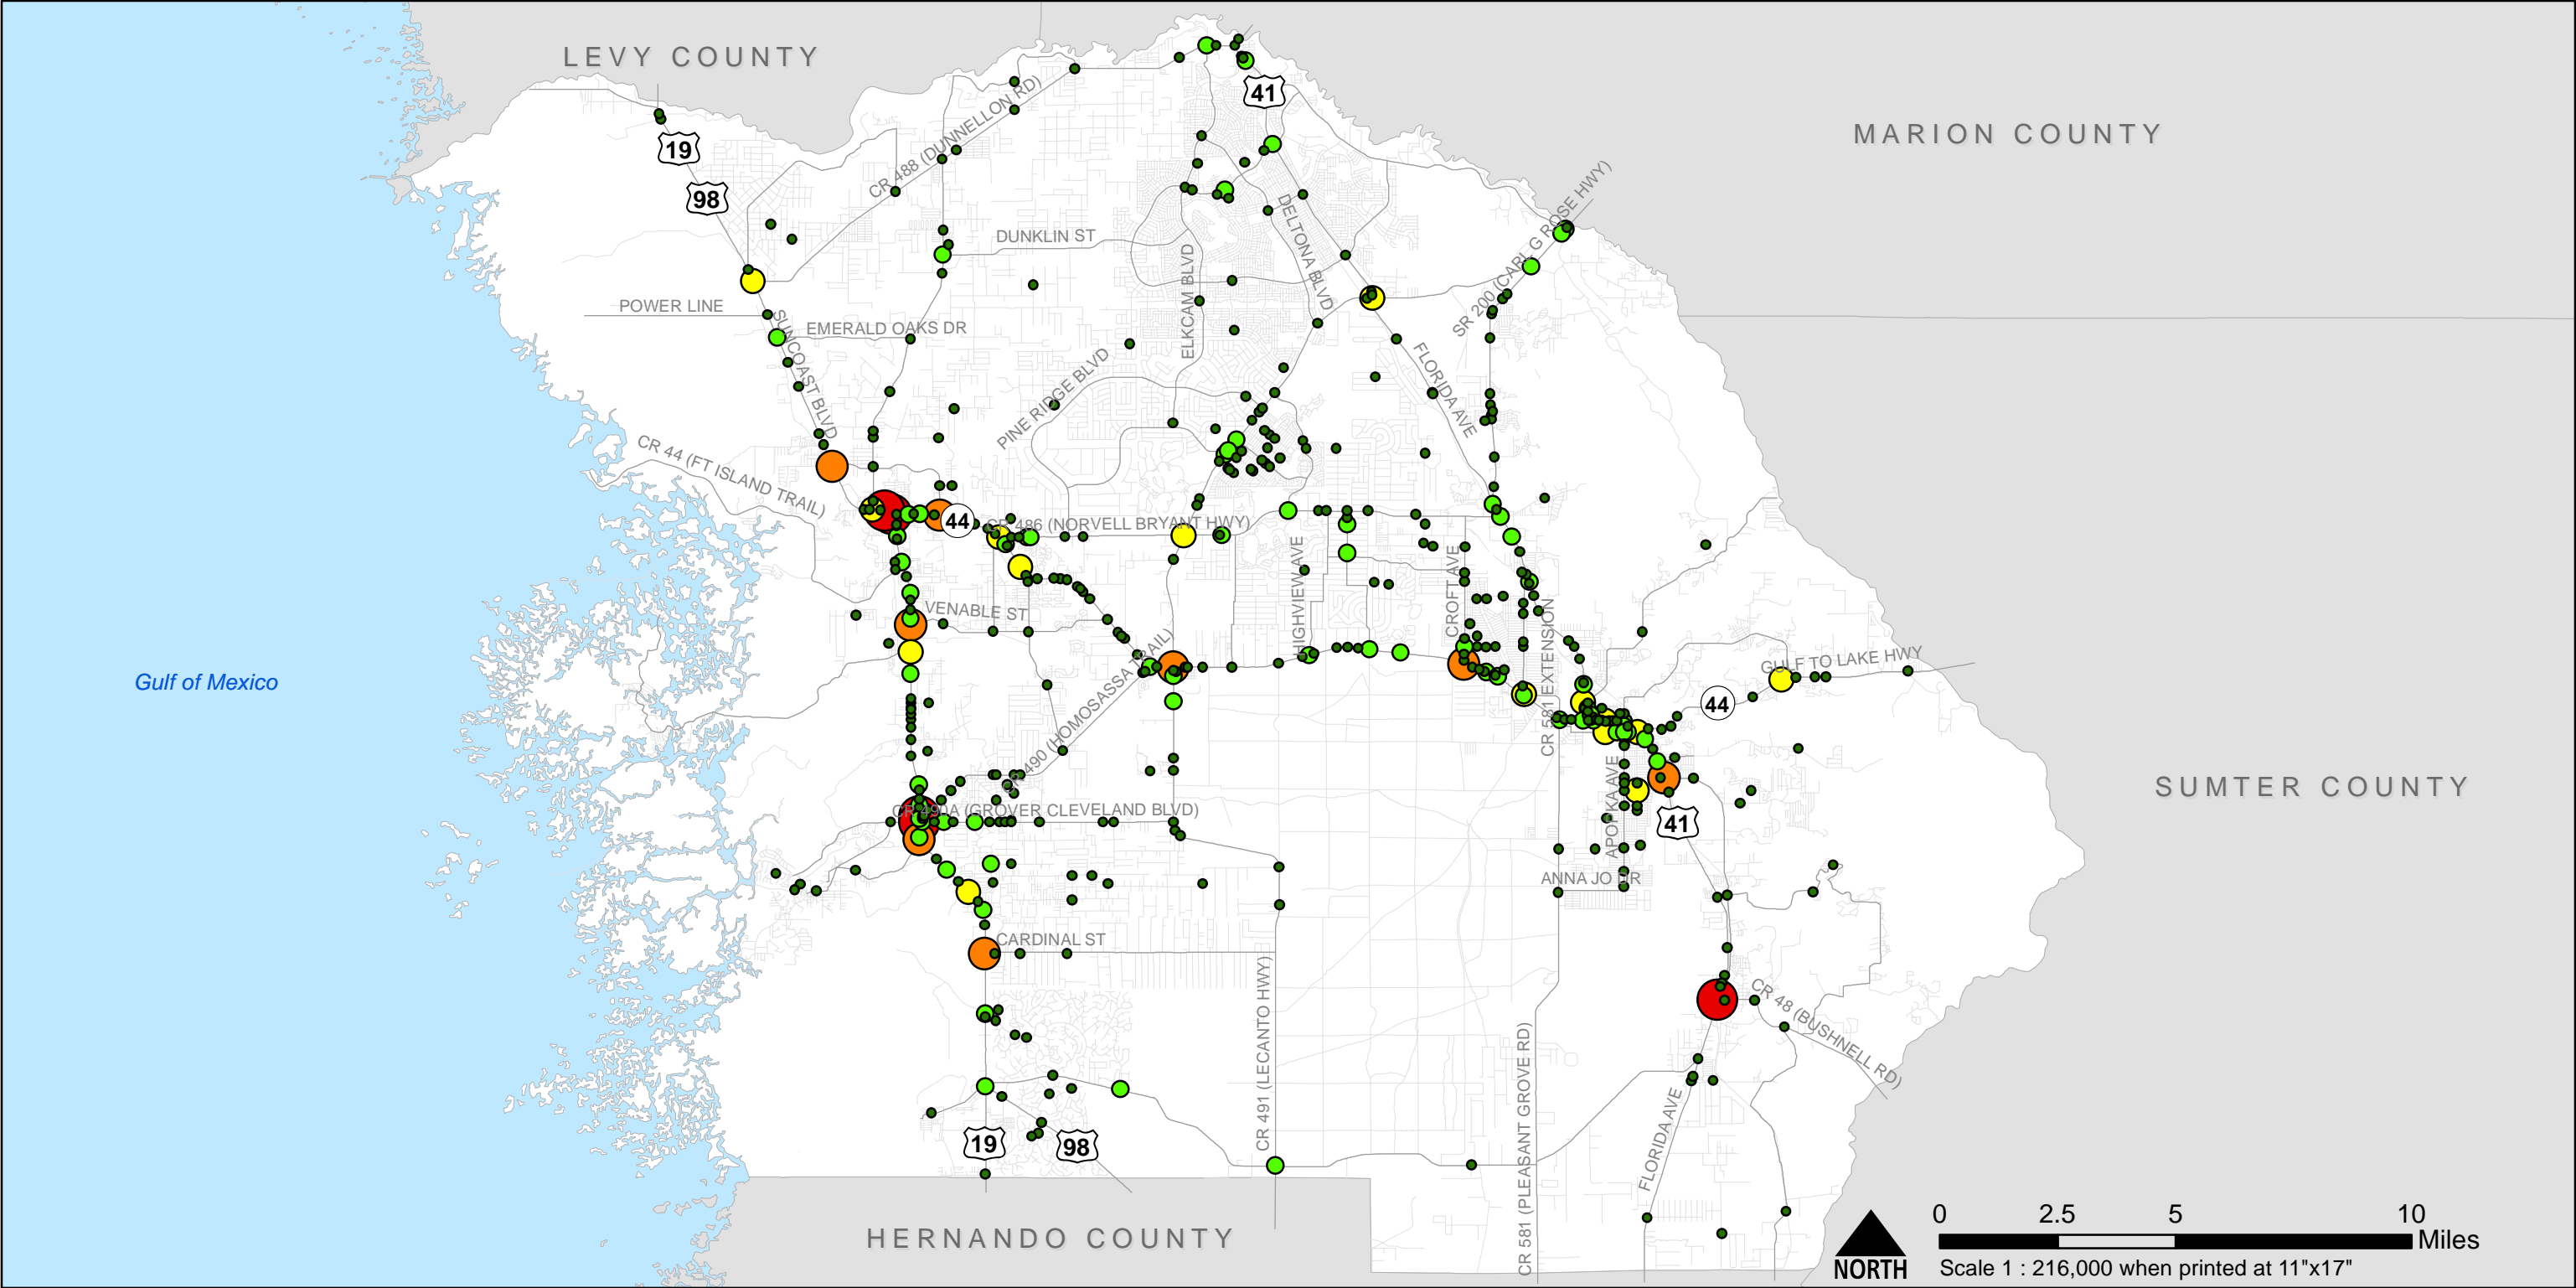 LEVY COUNTY
41
MARION COUNTY
19
98
CR 488 (DUNNELLON RD)
DUNKLIN ST
DELTONA BLVD
ELKCAM BLVD
SR 200 (CARL G ROSE HWY)
POWER LINE
SUNCOAST BLVD
EMERALD OAKS DR
PINE RIDGE BLVD
FLORIDA AVE
CR 44 (FT ISLAND TRAIL)
44
CR 486 (NORVELL BRYANT HWY)
HIGHVIEW AVE
CROFT AVE
VENABLE ST
CR 581 EXTENSION
GULF TO LAKE HWY
44
Gulf of Mexico
CR 490 (HOMOSASSA TRAIL)
SUMTER COUNTY
CR 490A (GROVER CLEVELAND BLVD)
APOPKA AVE
41
ANNA JO DR
CARDINAL ST
CR 491 (LECANTO HWY)
CR 48 (BUSHNELL RD)
CR 581 (PLEASANT GROVE RD)
FLORIDA AVE
19
98
HERNANDO COUNTY
0 2.5 5 10
Miles
NORTH
Scale 1 : 216,000 when printed at 11"x17"